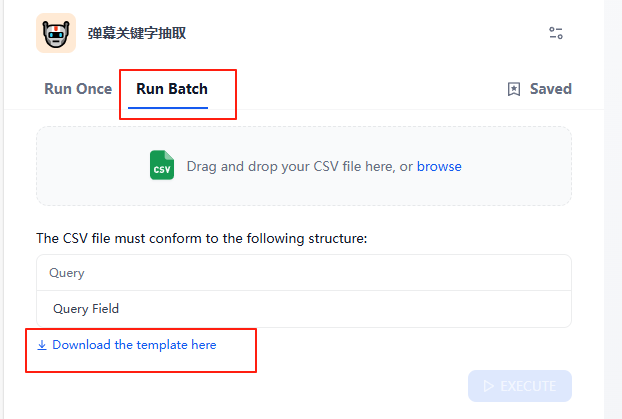 弹幕关键字抽取
Run Once Run Batch Saved
CSV Drag and drop your CSV file here, or browse
The CSV file must conform to the following structure:
Query
Query Field
Download the template here
EXECUTE